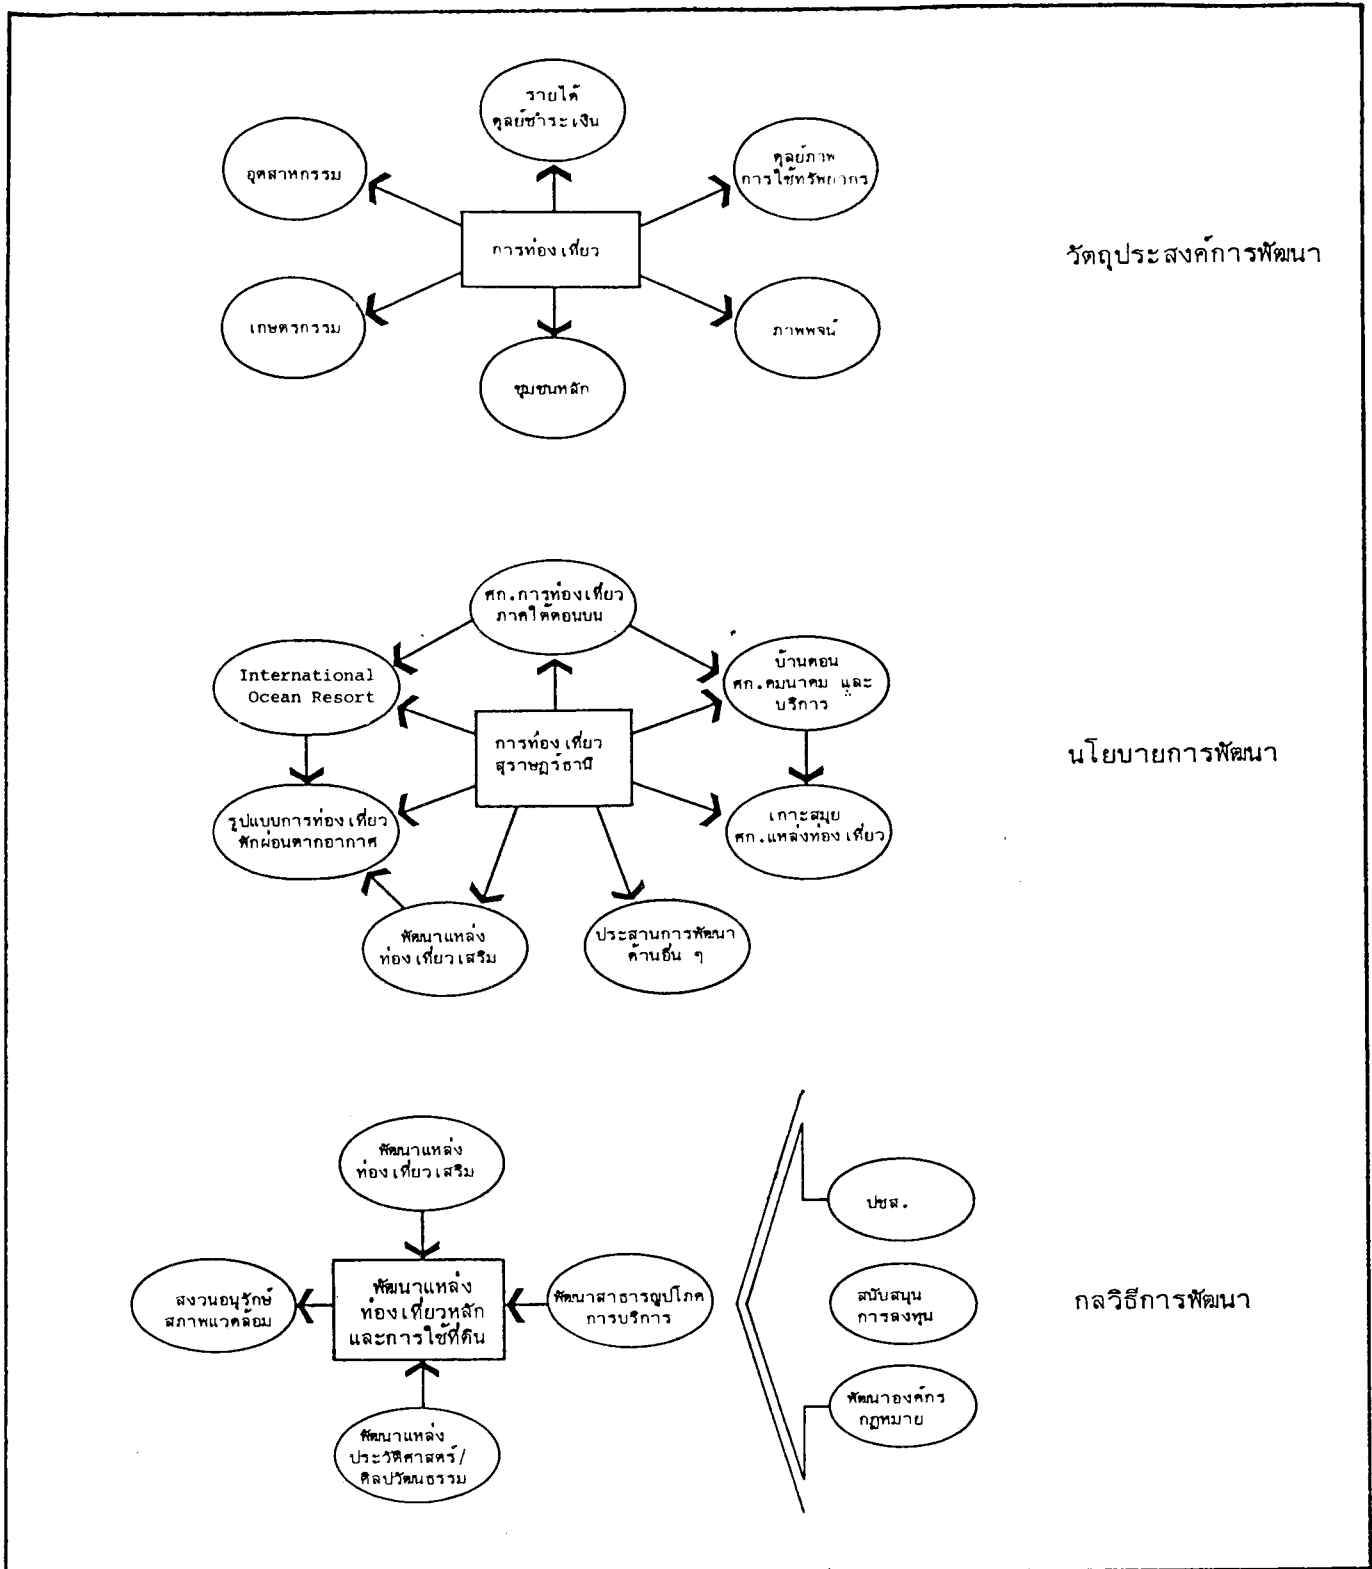 รายได้
ดุลย์ชำระเงิน
อุตสาหกรรม
ดุลย์ภาพ
การใช้ทรัพยากร
การท่องเที่ยว
วัตถุประสงค์การพัฒนา
เกษตรกรรม
ภาพพจน์
ชุมชนหลัก
ศก.การท่องเที่ยว
ภาคใต้ตอนบน
International
Ocean Resort
บ้านดอน
ศก.คมนาคม และ
บริการ
การท่องเที่ยว
สุราษฎร์ธานี
นโยบายการพัฒนา
รูปแบบการท่องเที่ยว
พักผ่อนตากอากาศ
เกาะสมุย
ศก.แหล่งท่องเที่ยว
พัฒนาแหล่ง
ท่องเที่ยวเสริม
ประสานการพัฒนา
ด้านอื่น ๆ
พัฒนาแหล่ง
ท่องเที่ยวเสริม
ปชส.
สงวนอนุรักษ์
สภาพแวดล้อม
พัฒนาแหล่ง
ท่องเที่ยวหลัก
และการใช้ที่ดิน
พัฒนาสาธารณูปโภค
การบริการ
สนับสนุน
การลงทุน
กลวิธีการพัฒนา
พัฒนาองค์กร
กฎหมาย
พัฒนาแหล่ง
ประวัติศาสตร์/
ศิลปวัฒนธรรม